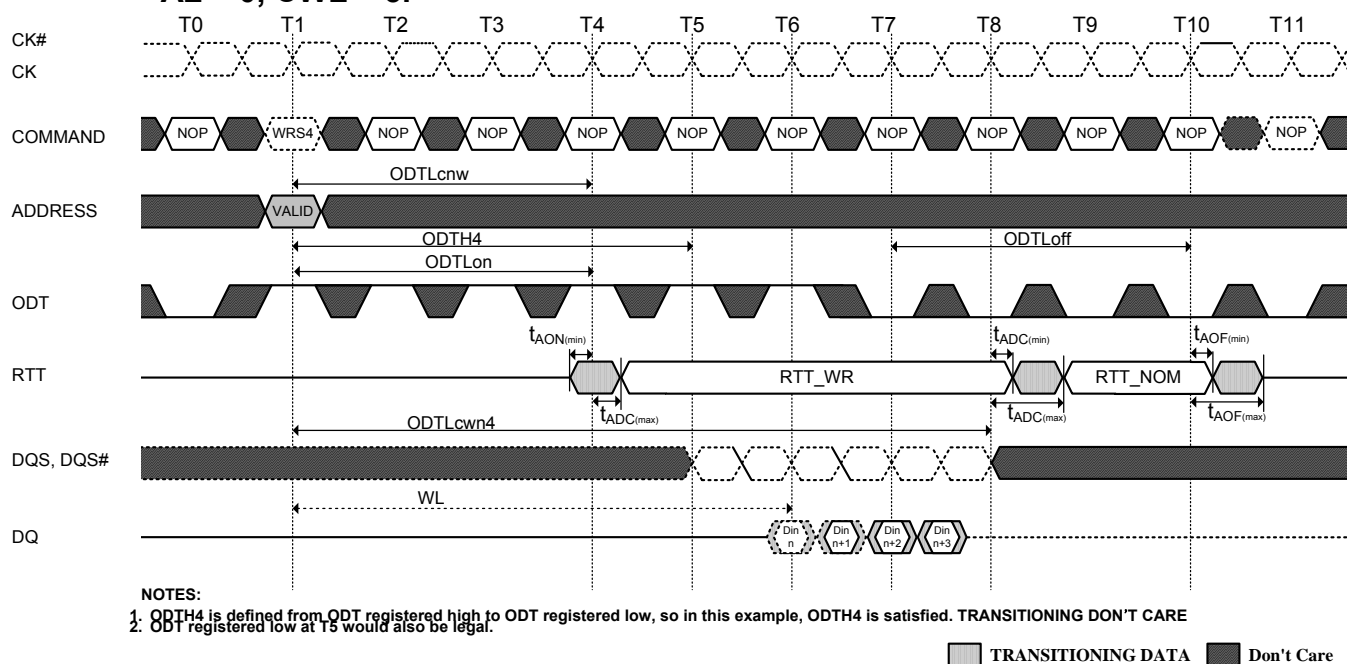 T0 T1 T2 T3 T4 T5 T6 T7 T8 T9 T10 T11
CK#
CK
COMMAND NOP WRS4 NOP NOP NOP NOP NOP NOP NOP NOP NOP NOP
ODTLcnw
ADDRESS VALID
ODTH4 ODTLoff
ODTLon
ODT
tAON(min) tADC(min) tAOF(min)
RTT RTT_WR RTT_NOM
tADC(max) tADC(max) tAOF(max)
ODTLcwn4
DQS, DQS#
WL
DQ Din n Din n+1 Din n+2 Din n+3
NOTES:
1. ODTH4 is defined from ODT registered high to ODT registered low, so in this example, ODTH4 is satisfied. TRANSITIONING DON'T CARE
2. ODT registered low at T5 would also be legal.
TRANSITIONING DATA Don't Care